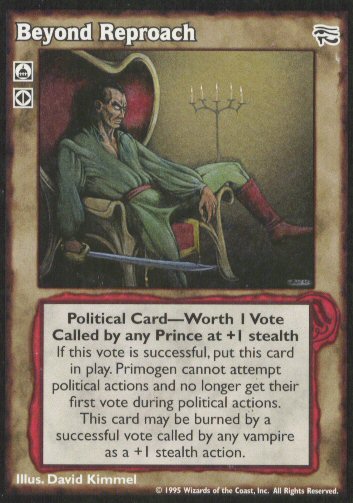 Beyond Reproach
Political Card—Worth 1 Vote
Called by any Prince at +1 stealth
If this vote is successful, put this card
in play. Primogen cannot attempt
political actions and no longer get their
first vote during political actions.
This card may be burned by a
successful vote called by any vampire
as a +1 stealth action.
Illus. David Kimmel
© 1995 Wizards of the Coast, Inc. All Rights Reserved.